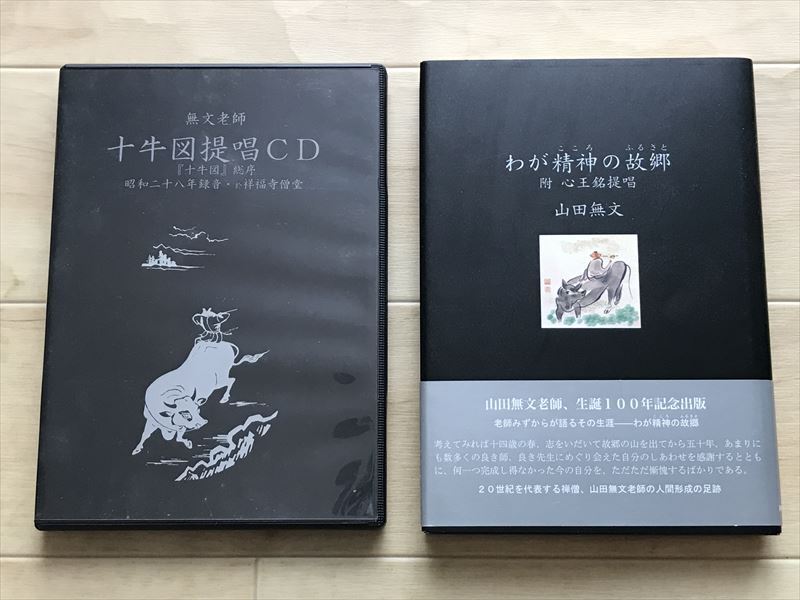 無文老師
十牛図提唱CD
『十牛図』総序
昭和二十八年録音・於祥福寺僧堂
こころ ふるさと
わが精神の故郷
附 心王銘提唱
山田無文
山田無文老師、生誕100年記念出版
こころ ふるさと
老師みずからが語るその生涯――わが精神の故郷
考えてみれば十四歳の春、志をいだいて故郷の山を出てから五十年、あまりに
も数多くの良き師、良き先生にめぐり会えた自分のしあわせを感謝するととも
に、何一つ完成し得なかった今の自分を、ただただ慚愧するばかりである。
20世紀を代表する禅僧、山田無文老師の人間形成の足跡